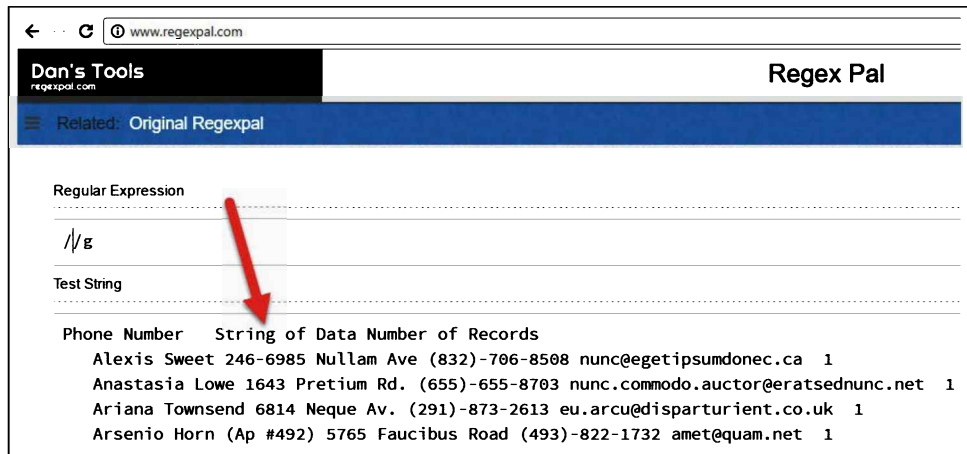 www.regexpal.com
Dan's Tools
regexpal.com
Regex Pal
Related: Original Regexpal
Regular Expression
//g
Test String
Phone Number String of Data Number of Records
Alexis Sweet 246-6985 Nullam Ave (832)-706-8508 nunc@egetipsumdonec.ca 1
Anastasia Lowe 1643 Pretium Rd. (655)-655-8703 nunc.commodo.auctor@eratsednunc.net 1
Ariana Townsend 6814 Neque Av. (291)-873-2613 eu.arcu@disparturient.co.uk 1
Arsenio Horn (Ap #492) 5765 Faucibus Road (493)-822-1732 amet@quam.net 1